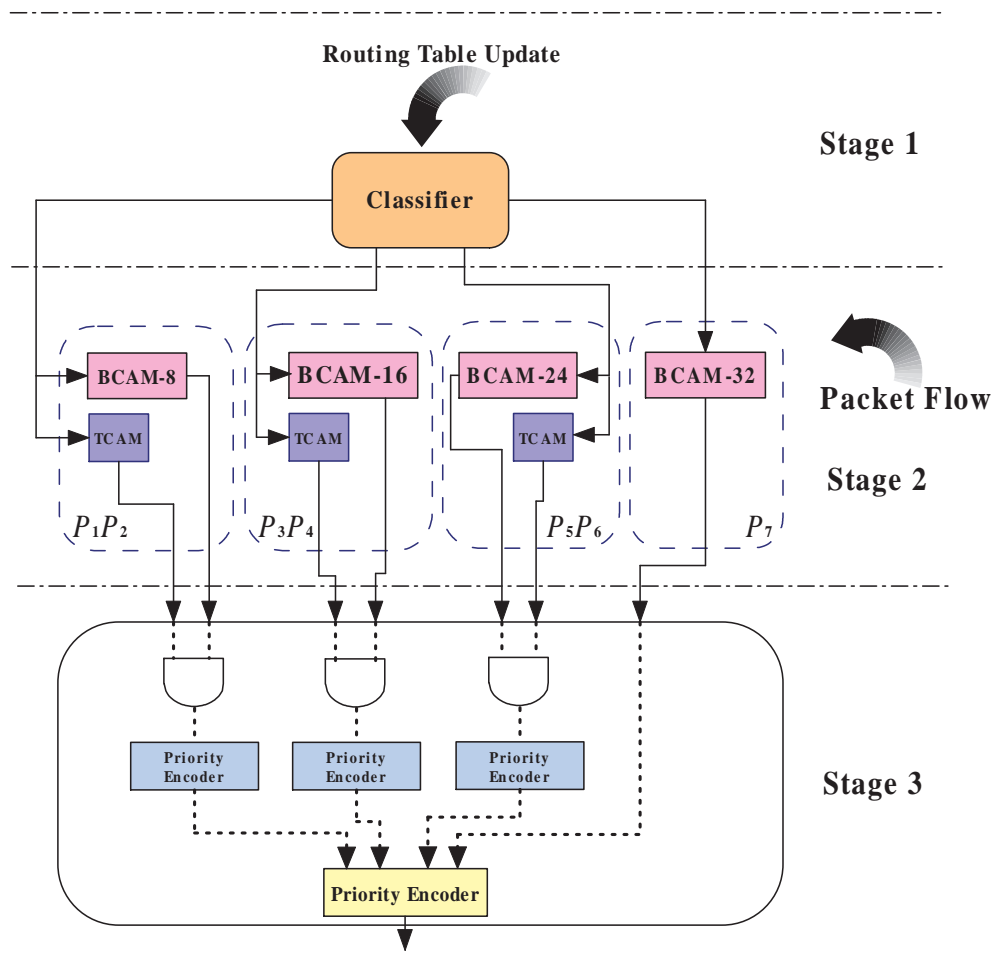 Routing Table Update
Stage 1
Classifier
BCAM-8
BCAM-16
BCAM-24
BCAM-32
Packet Flow
TCAM
TCAM
TCAM
Stage 2
P1P2
P3P4
P5P6
P7
Priority
Encoder
Priority
Encoder
Priority
Encoder
Stage 3
Priority Encoder